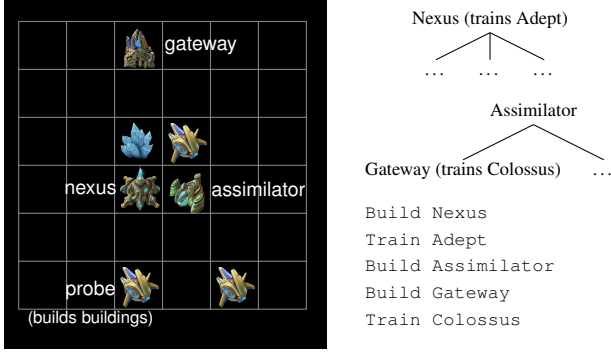 gateway
nexus
assimilator
probe
(builds buildings)
Nexus (trains Adept)
... ... ...
Assimilator
Gateway (trains Colossus) ...
Build Nexus
Train Adept
Build Assimilator
Build Gateway
Train Colossus